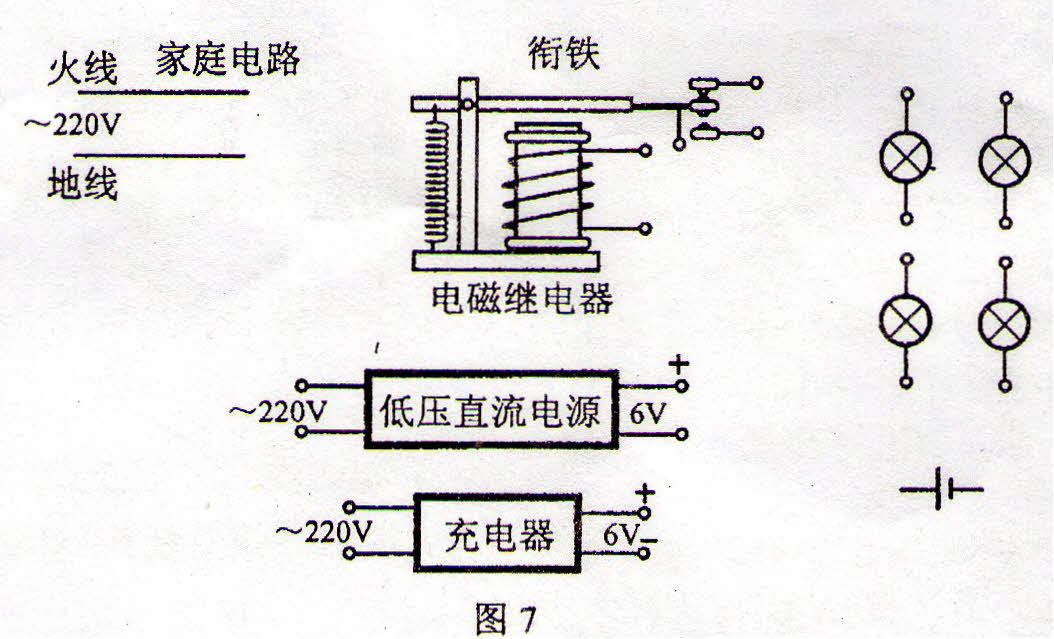 家庭电路
火线
～220V
地线
衔铁
电磁继电器
～220V
低压直流电源
+
6V
～220V
充电器
+
6V
−
图 7